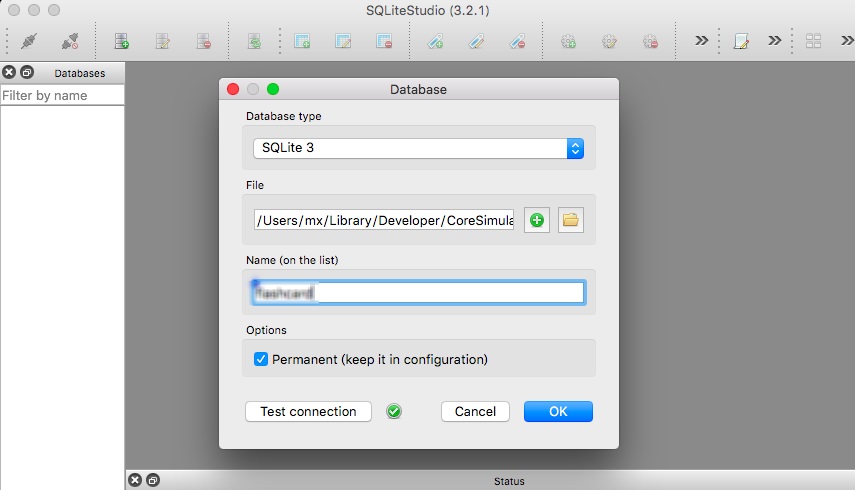 SQLiteStudio (3.2.1)
Databases
Filter by name
Database
Database type
SQLite 3
File
/Users/mx/Library/Developer/CoreSimula
Name (on the list)
Options
Permanent (keep it in configuration)
Test connection
Cancel
OK
Status